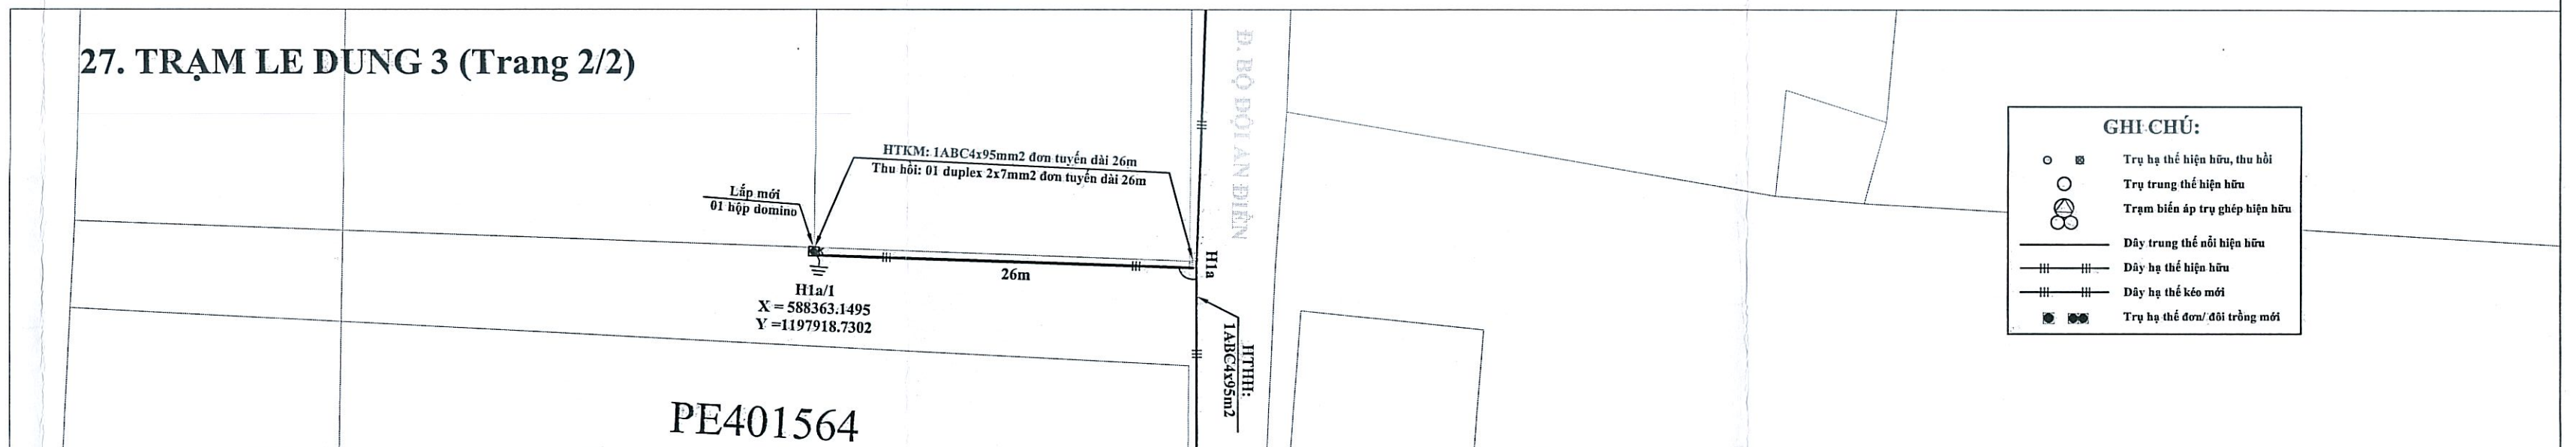 27. TRẠM LE DUNG 3 (Trang 2/2)
Đ. BỘ ĐỘI AN ĐIỀN
HTKM: 1ABC4x95mm2 đơn tuyến dài 26m
Thu hồi: 01 duplex 2x7mm2 đơn tuyến dài 26m
Lắp mới
01 hộp domino
26m
H1a
H1a/1
X = 588363.1495
Y =1197918.7302
HTHH:
1ABC4x95m2
PE401564
GHI CHÚ:
Trụ hạ thế hiện hữu, thu hồi
Trụ trung thế hiện hữu
Trạm biến áp trụ ghép hiện hữu
Dây trung thế nổi hiện hữu
Dây hạ thế hiện hữu
Dây hạ thế kéo mới
Trụ hạ thế đơn/ đôi trồng mới